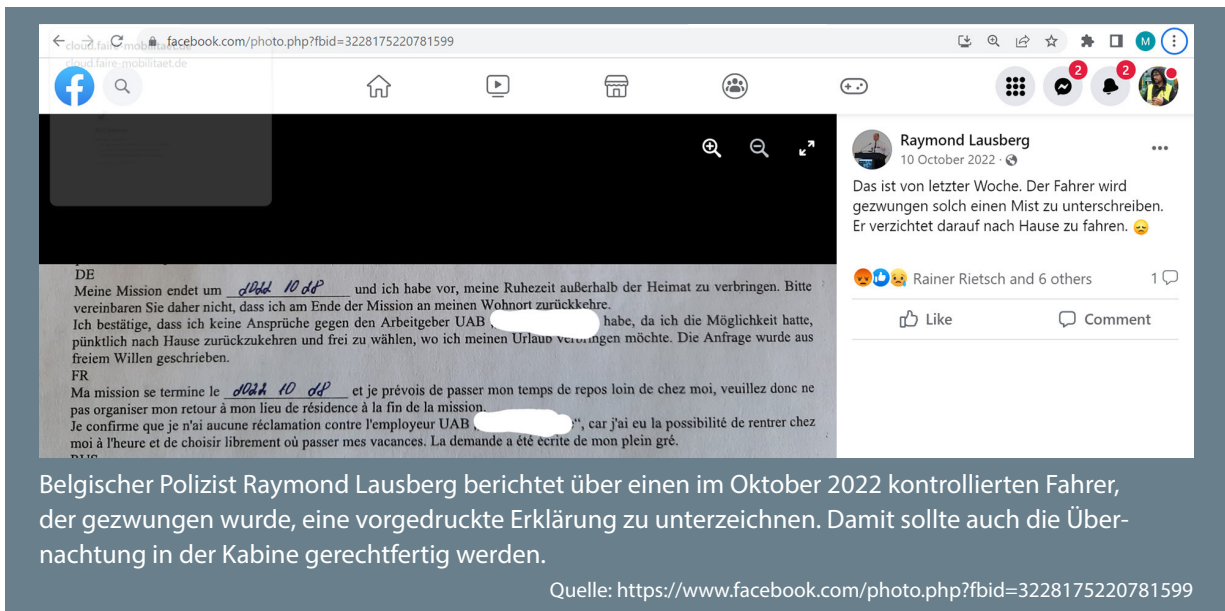 facebook.com/photo.php?fbid=3228175220781599
cloud.faire-mobilitaet.de
cloud.faire-mobilitaet.de
M
2
2
Raymond Lausberg
10 October 2022
Das ist von letzter Woche. Der Fahrer wird
gezwungen solch einen Mist zu unterschreiben.
Er verzichtet darauf nach Hause zu fahren.
Rainer Rietsch and 6 others 1
Like Comment
DE
Meine Mission endet um 2022 10 28 und ich habe vor, meine Ruhezeit außerhalb der Heimat zu verbringen. Bitte
vereinbaren Sie daher nicht, dass ich am Ende der Mission an meinen Wohnort zurückkehre.
Ich bestätige, dass ich keine Ansprüche gegen den Arbeitgeber UAB „ habe, da ich die Möglichkeit hatte,
pünktlich nach Hause zurückzukehren und frei zu wählen, wo ich meinen Urlaub verbringen möchte. Die Anfrage wurde aus
freiem Willen geschrieben.
FR
Ma mission se termine le 2022 10 28 et je prévois de passer mon temps de repos loin de chez moi, veuillez donc ne
pas organiser mon retour à mon lieu de résidence à la fin de la mission.
Je confirme que je n'ai aucune réclamation contre l'employeur UAB „ “, car j'ai eu la possibilité de rentrer chez
moi à l'heure et de choisir librement où passer mes vacances. La demande a été écrite de mon plein gré.
Belgischer Polizist Raymond Lausberg berichtet über einen im Oktober 2022 kontrollierten Fahrer,
der gezwungen wurde, eine vorgedruckte Erklärung zu unterzeichnen. Damit sollte auch die Über-
nachtung in der Kabine gerechtfertig werden.
Quelle: https://www.facebook.com/photo.php?fbid=3228175220781599